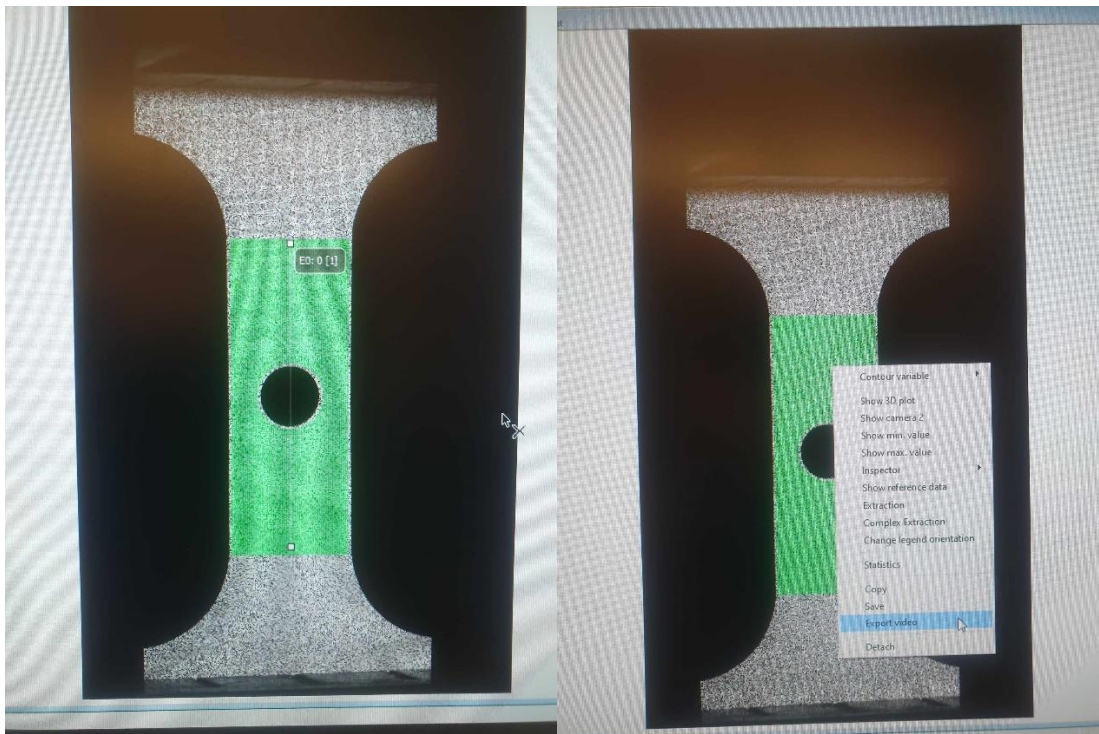 E0: 0 [1]
Contour variable
Show 3D plot
Show camera 2
Show min. value
Show max. value
Inspector
Show reference data
Extraction
Complex Extraction
Change legend orientation
Statistics
Copy
Save
Export video
Detach